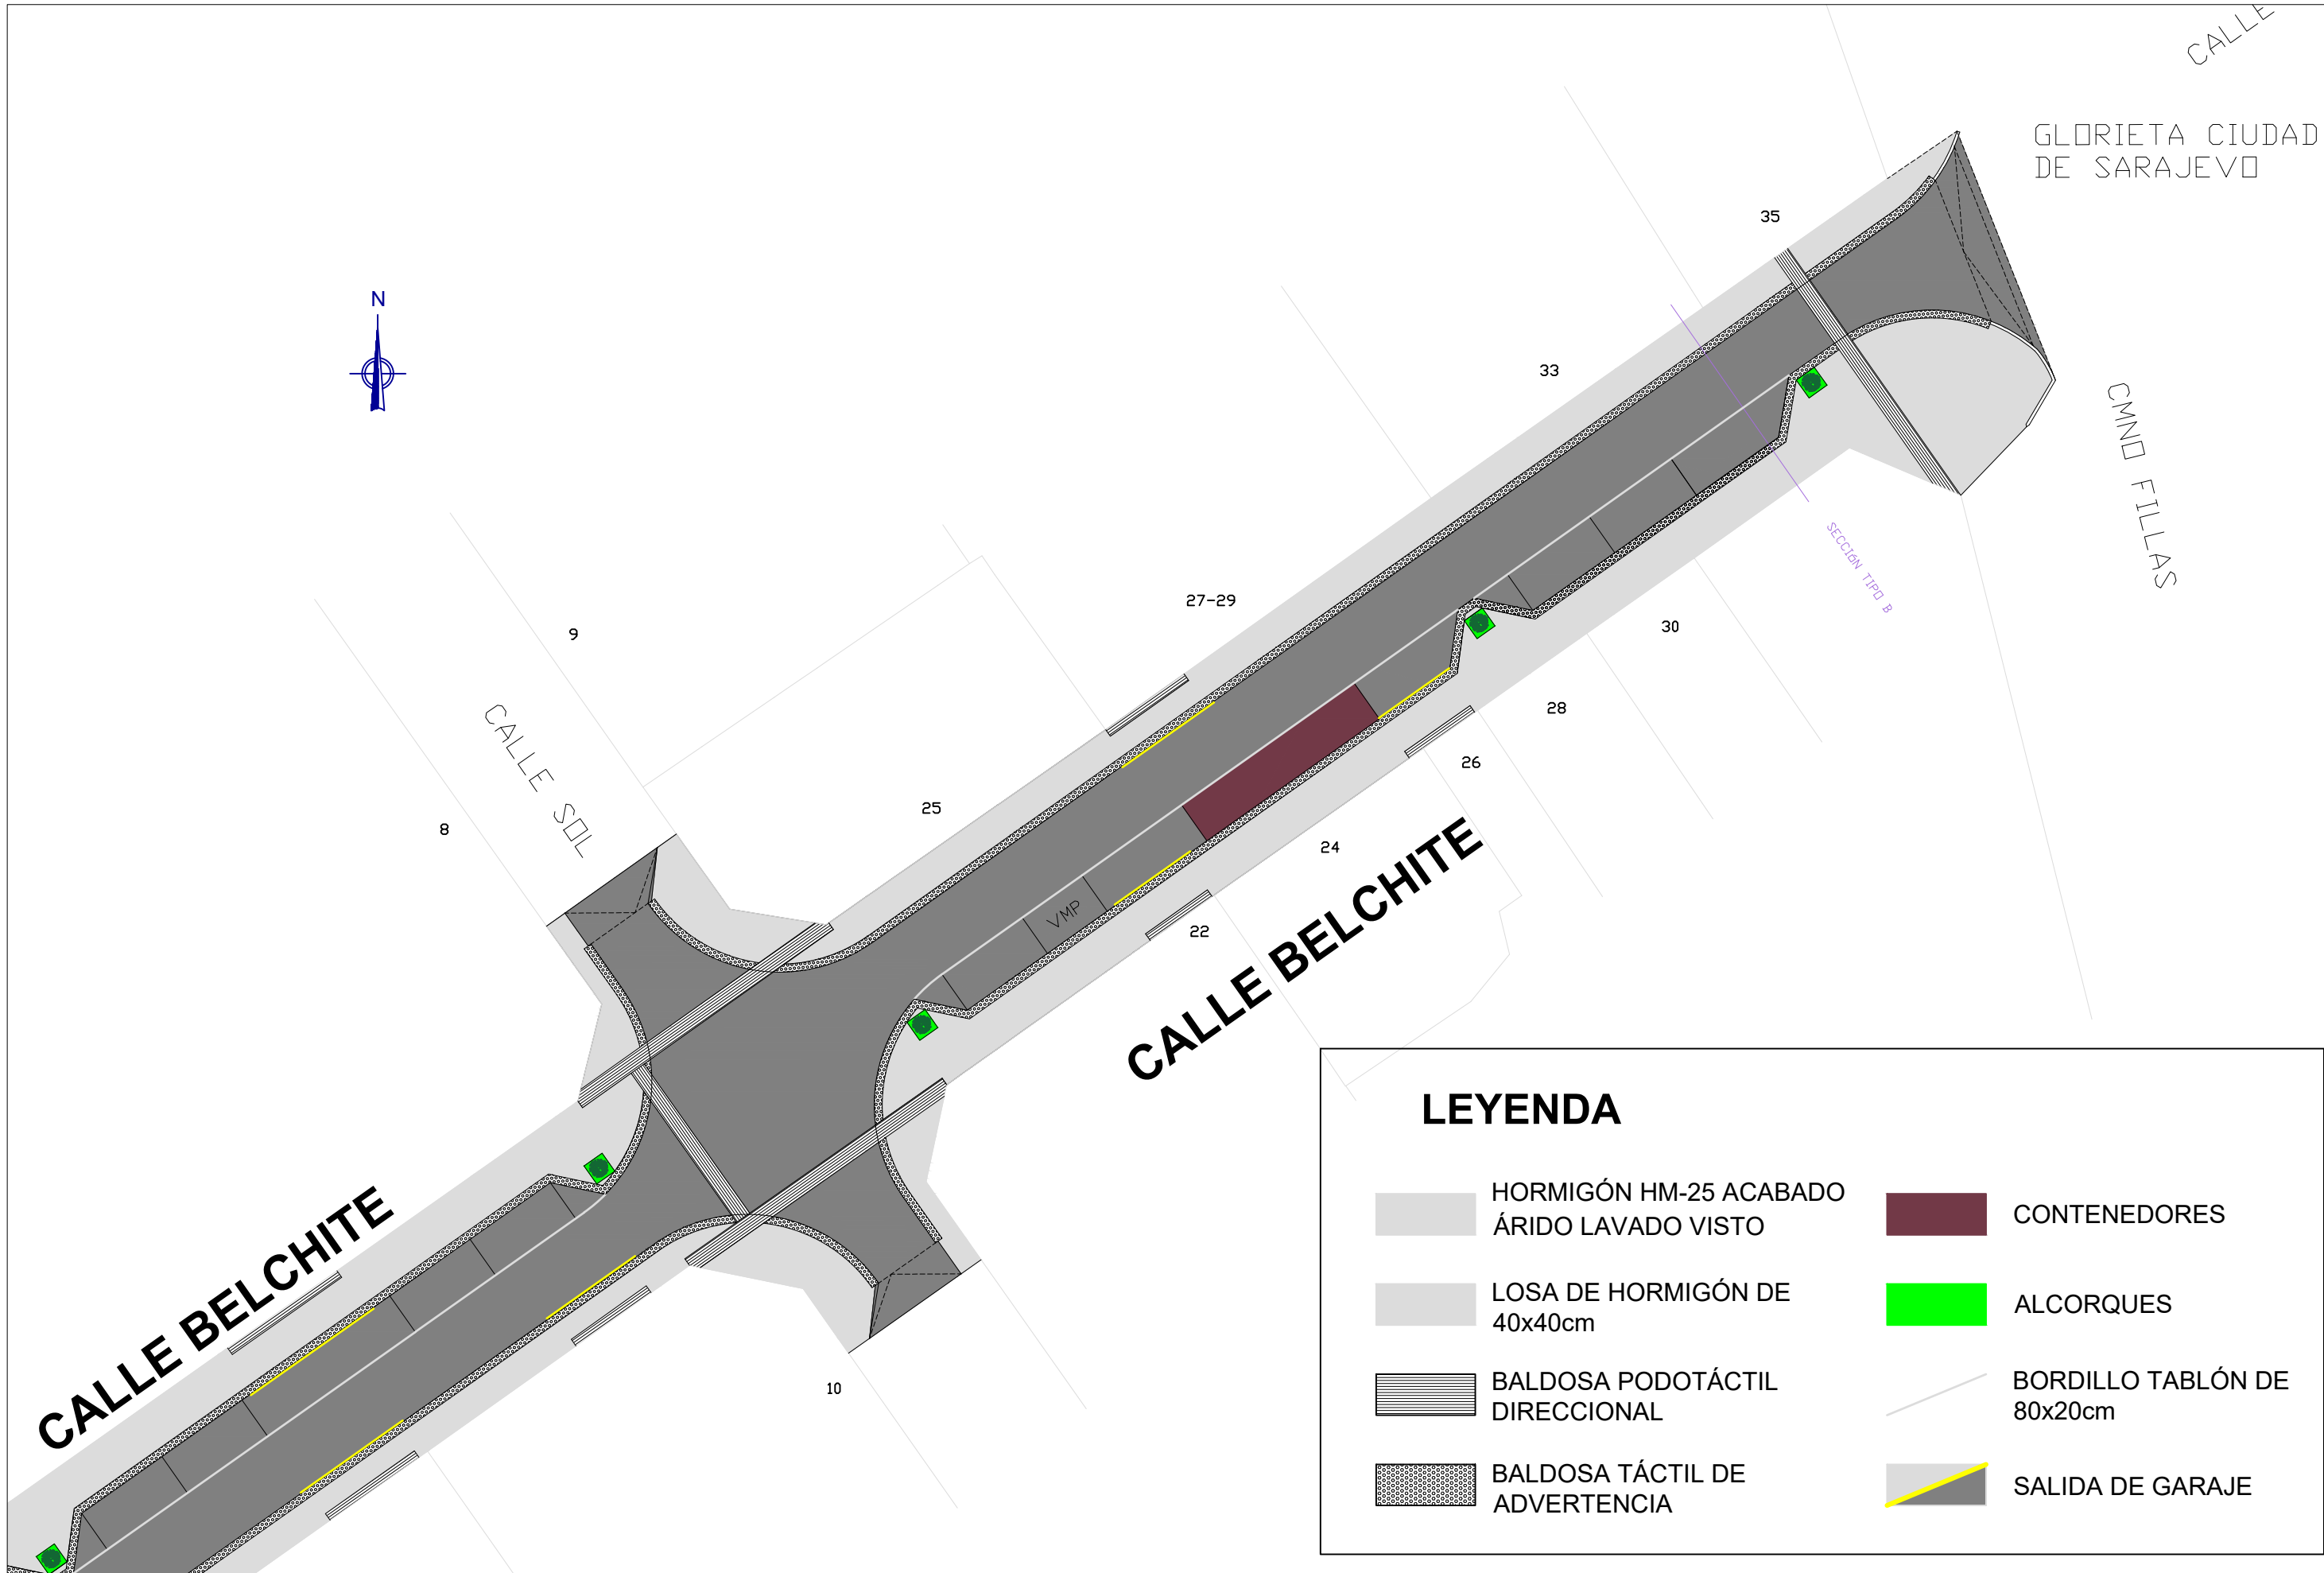 CALLE
GLORIETA CIUDAD
DE SARAJEVO
35
N
33
CMNO FILLAS
SECCIÓN TIPO B
27-29
9
30
28
CALLE SOL
26
25
8
24
VMP
22
CALLE BELCHITE
CALLE BELCHITE
10
LEYENDA
HORMIGÓN HM-25 ACABADO
ÁRIDO LAVADO VISTO
LOSA DE HORMIGÓN DE
40x40cm
BALDOSA PODOTÁCTIL
DIRECCIONAL
BALDOSA TÁCTIL DE
ADVERTENCIA
CONTENEDORES
ALCORQUES
BORDILLO TABLÓN DE
80x20cm
SALIDA DE GARAJE